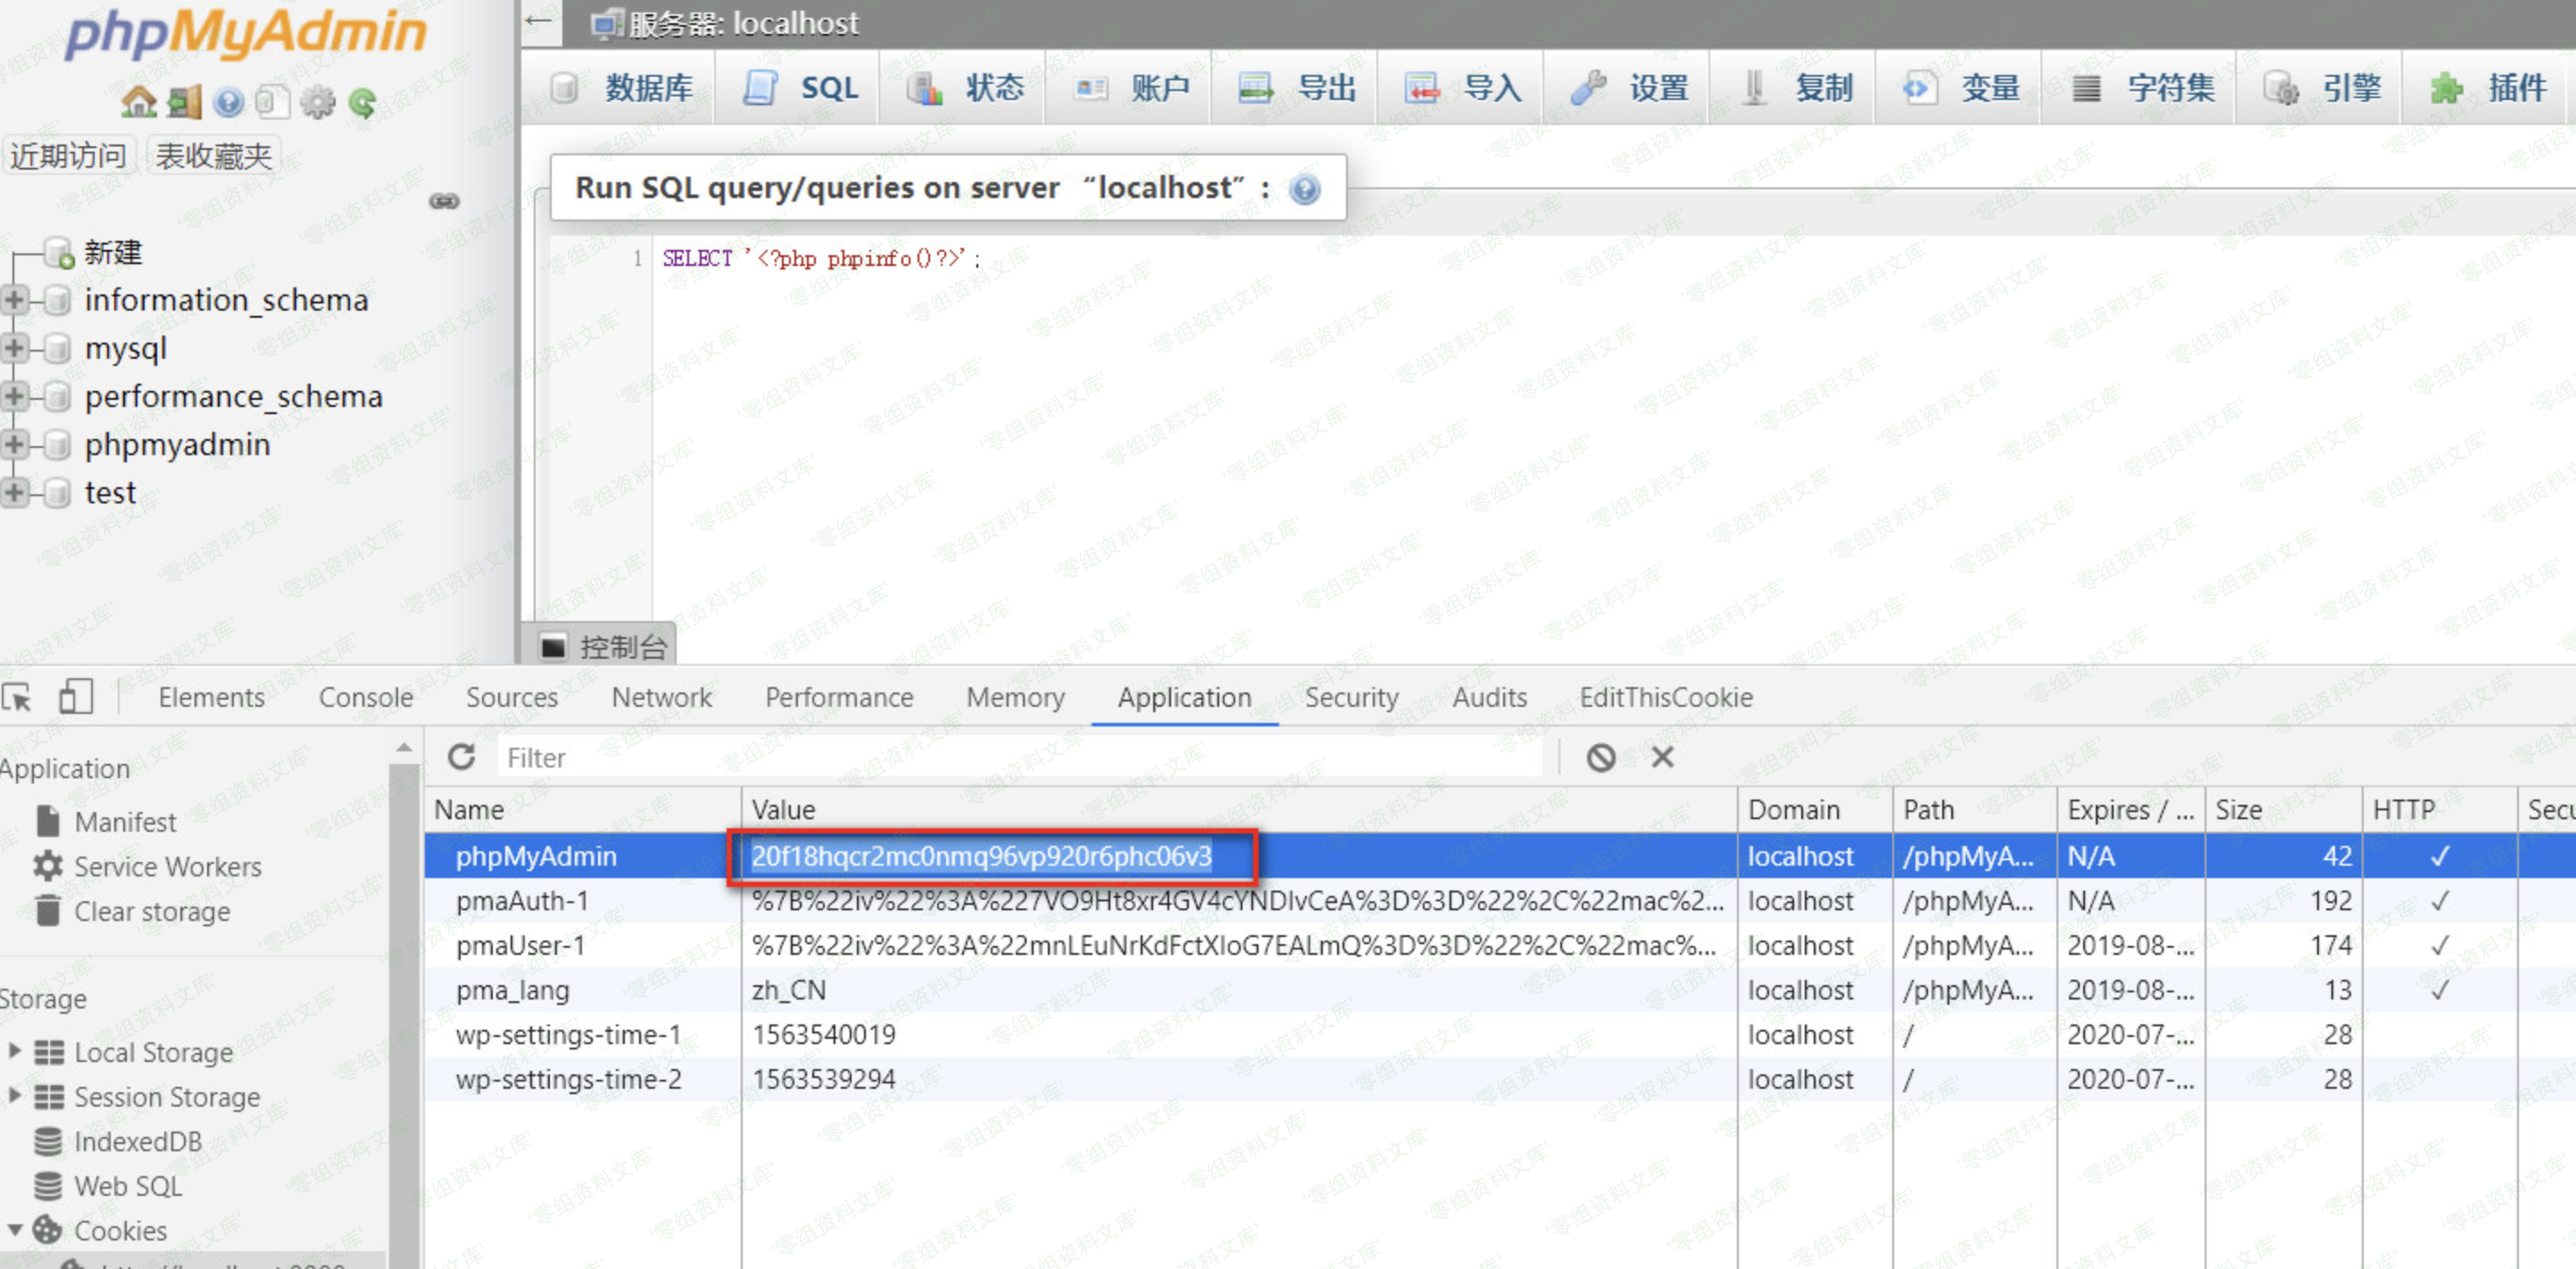 phpMyAdmin
近期访问 表收藏夹
新建
information_schema
mysql
performance_schema
phpmyadmin
test
服务器: localhost
数据库 SQL 状态 账户 导出 导入 设置 复制 变量 字符集 引擎 插件
Run SQL query/queries on server “localhost”:
1 SELECT '<?php phpinfo()?>';
控制台
Elements Console Sources Network Performance Memory Application Security Audits EditThisCookie
Application
Manifest
Service Workers
Clear storage
Storage
Local Storage
Session Storage
IndexedDB
Web SQL
Cookies
Filter
Name Value Domain Path Expires / ... Size HTTP Secu
phpMyAdmin 20f18hqcr2mc0nmq96vp920r6phc06v3 localhost /phpMyA... N/A 42 ✓
pmaAuth-1 %7B%22iv%22%3A%227VO9Ht8xr4GV4cYNDIvCeA%3D%3D%22%2C%22mac%2... localhost /phpMyA... N/A 192 ✓
pmaUser-1 %7B%22iv%22%3A%22mnLEuNrKdFctXIoG7EALmQ%3D%3D%22%2C%22mac%... localhost /phpMyA... 2019-08-... 174 ✓
pma_lang zh_CN localhost /phpMyA... 2019-08-... 13 ✓
wp-settings-time-1 1563540019 localhost / 2020-07-... 28
wp-settings-time-2 1563539294 localhost / 2020-07-... 28
零组资料文库